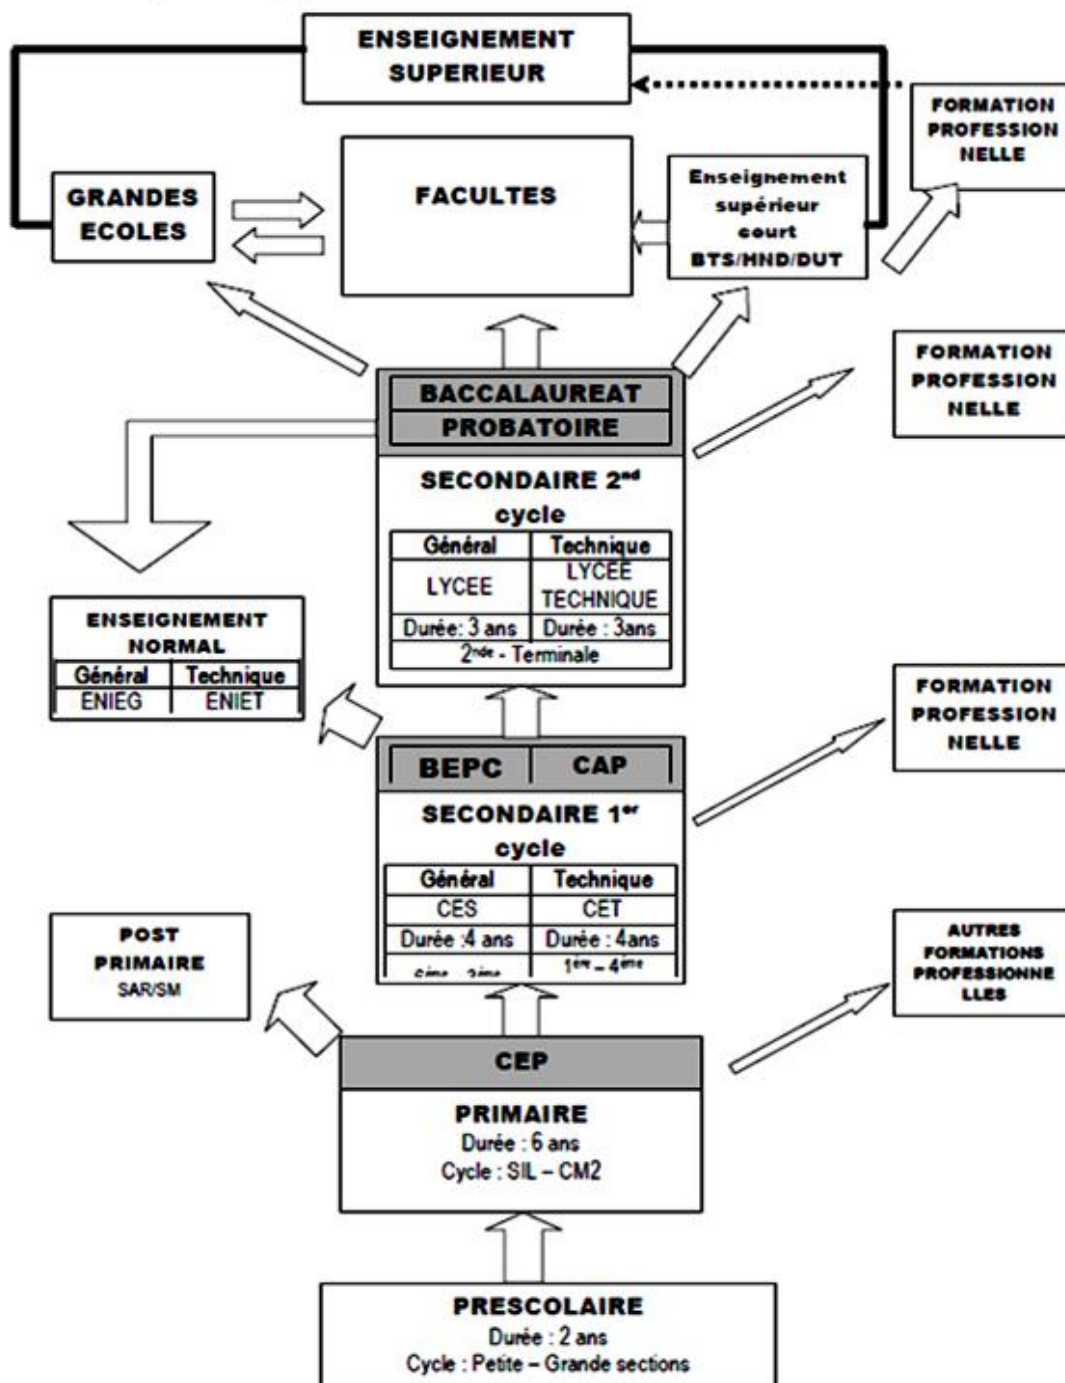 ENSEIGNEMENT
SUPERIEUR
FORMATION
PROFESSION
NELLE
GRANDES
ECOLES
FACULTES
Enseignement
supérieur
court
BTS/HND/DUT
FORMATION
PROFESSION
NELLE
BACCALAUREAT
PROBATOIRE
SECONDAIRE 2nd
cycle
Général Technique
LYCEE LYCEE
TECHNIQUE
Durée: 3 ans Durée : 3ans
2nde - Terminale
ENSEIGNEMENT
NORMAL
Général Technique
ENIEG ENIET
FORMATION
PROFESSION
NELLE
BEPC CAP
SECONDAIRE 1er
cycle
Général Technique
CES CET
Durée :4 ans Durée : 4ans
6ème – 3ème 1ère – 4ème
POST
PRIMAIRE
SAR/SM
AUTRES
FORMATIONS
PROFESSIONNE
LLES
CEP
PRIMAIRE
Durée : 6 ans
Cycle : SIL – CM2
PRESCOLAIRE
Durée : 2 ans
Cycle : Petite – Grande sections